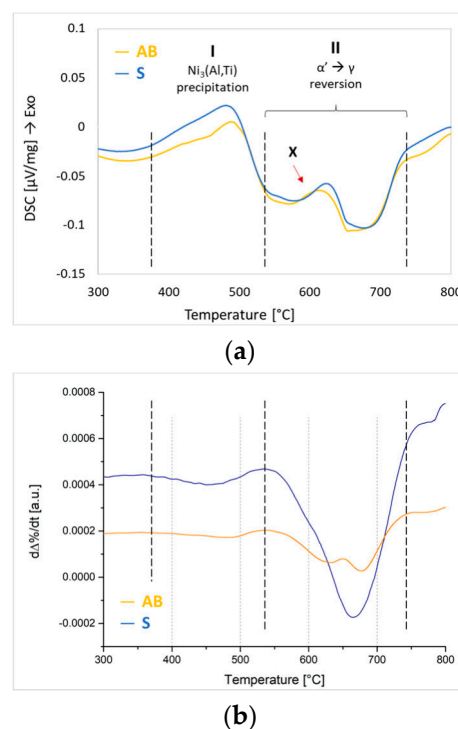 (a)
0.1
I
II
AB
S
Ni₃(Al,Ti)
precipitation
α’ → γ
reversion
0.05
0
X
-0.05
-0.1
-0.15
DSC [µV/mg] → Exo
300 400 500 600 700 800
Temperature [°C]
(a)
0.0008
0.0006
0.0004
0.0002
0.0000
-0.0002
d∆%/dt [a.u.]
AB
S
300 400 500 600 700 800
Temperature [°C]
(b)